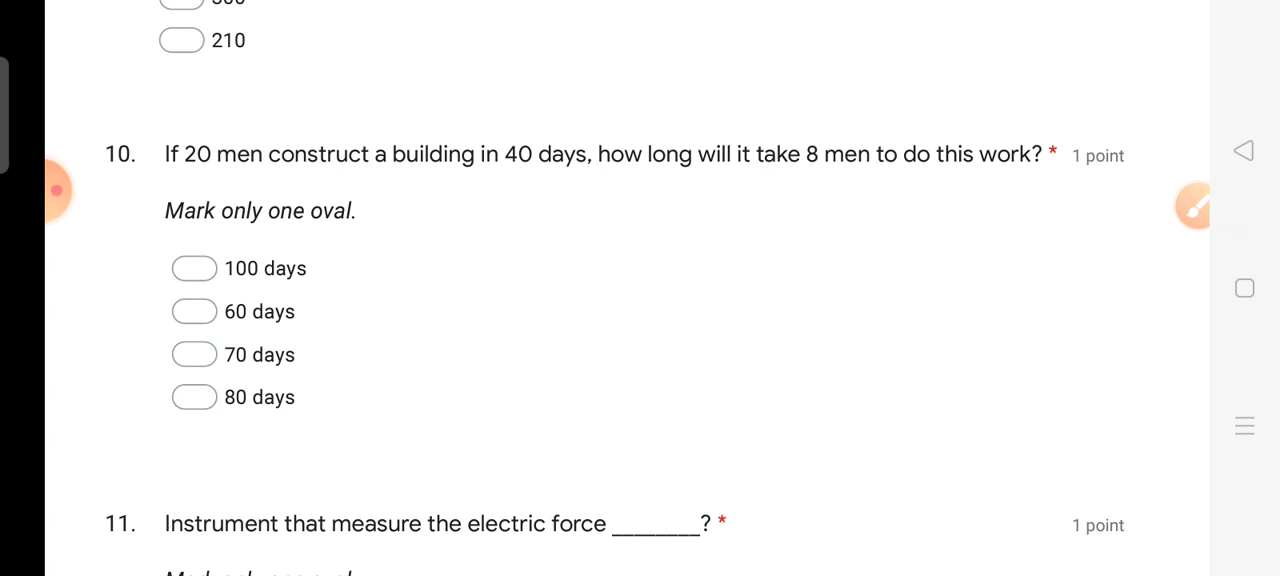 210
10. If 20 men construct a building in 40 days, how long will it take 8 men to do this work? * 1 point
Mark only one oval.
100 days
60 days
70 days
80 days
11. Instrument that measure the electric force ________? * 1 point